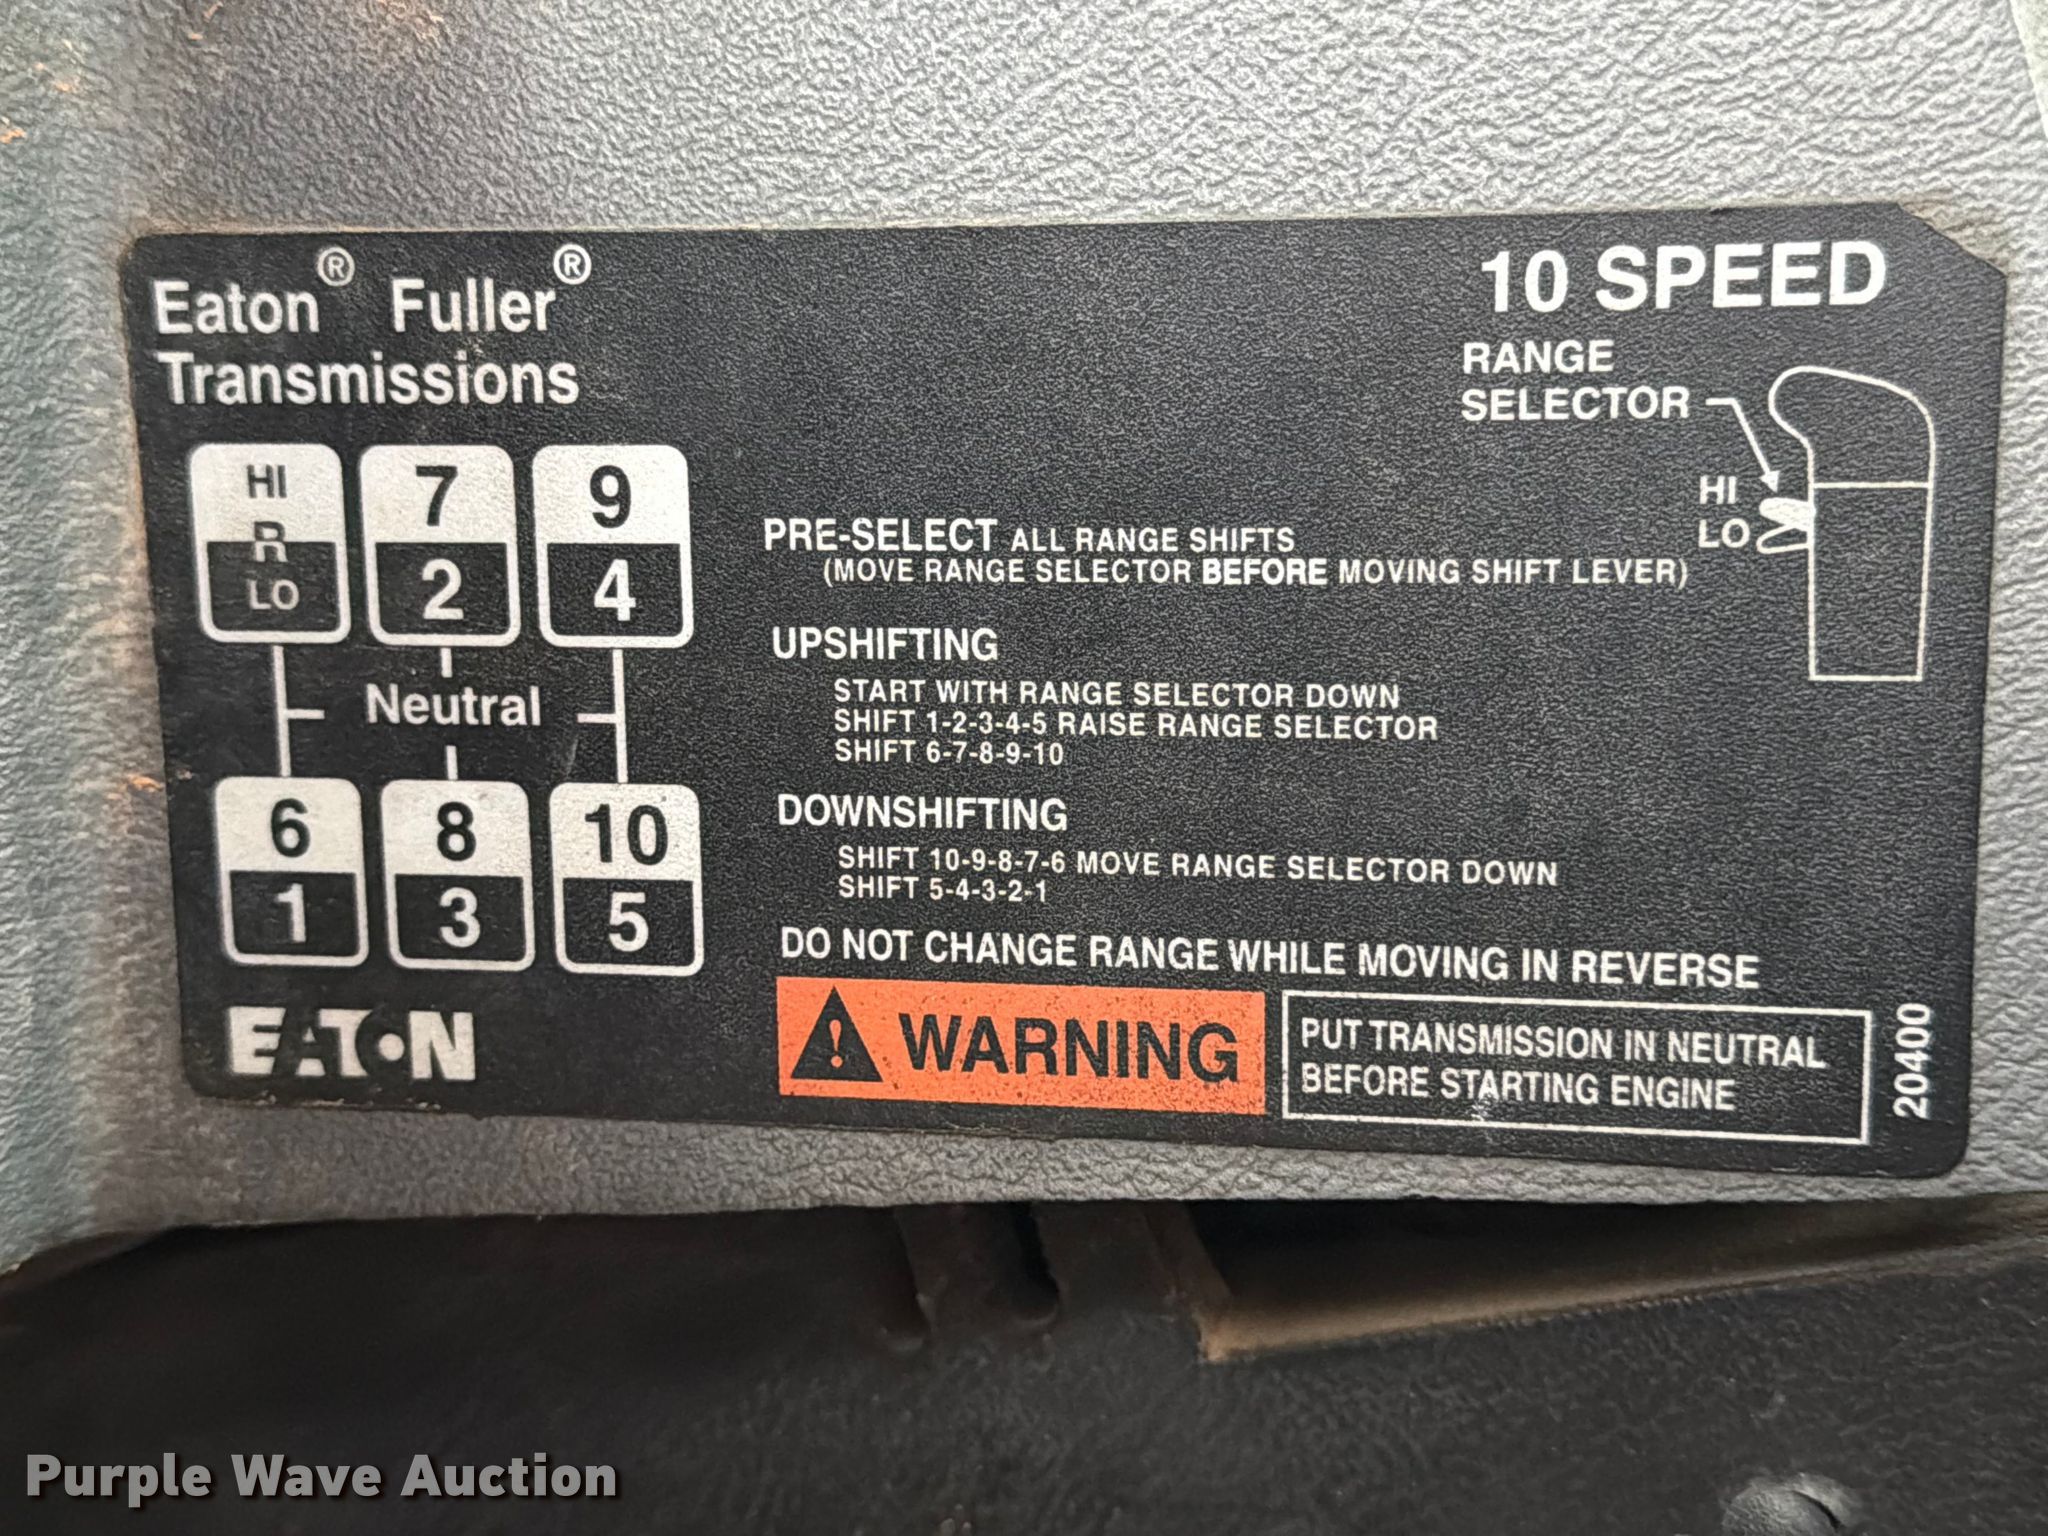 Eaton® Fuller®
Transmissions
10 SPEED
RANGE
SELECTOR
HI
LO
HI
R
LO
7
2
9
4
Neutral
6
1
8
3
10
5
EATON
PRE-SELECT ALL RANGE SHIFTS
(MOVE RANGE SELECTOR BEFORE MOVING SHIFT LEVER)
UPSHIFTING
START WITH RANGE SELECTOR DOWN
SHIFT 1-2-3-4-5 RAISE RANGE SELECTOR
SHIFT 6-7-8-9-10
DOWNSHIFTING
SHIFT 10-9-8-7-6 MOVE RANGE SELECTOR DOWN
SHIFT 5-4-3-2-1
DO NOT CHANGE RANGE WHILE MOVING IN REVERSE
WARNING
PUT TRANSMISSION IN NEUTRAL
BEFORE STARTING ENGINE
20400
Purple Wave Auction